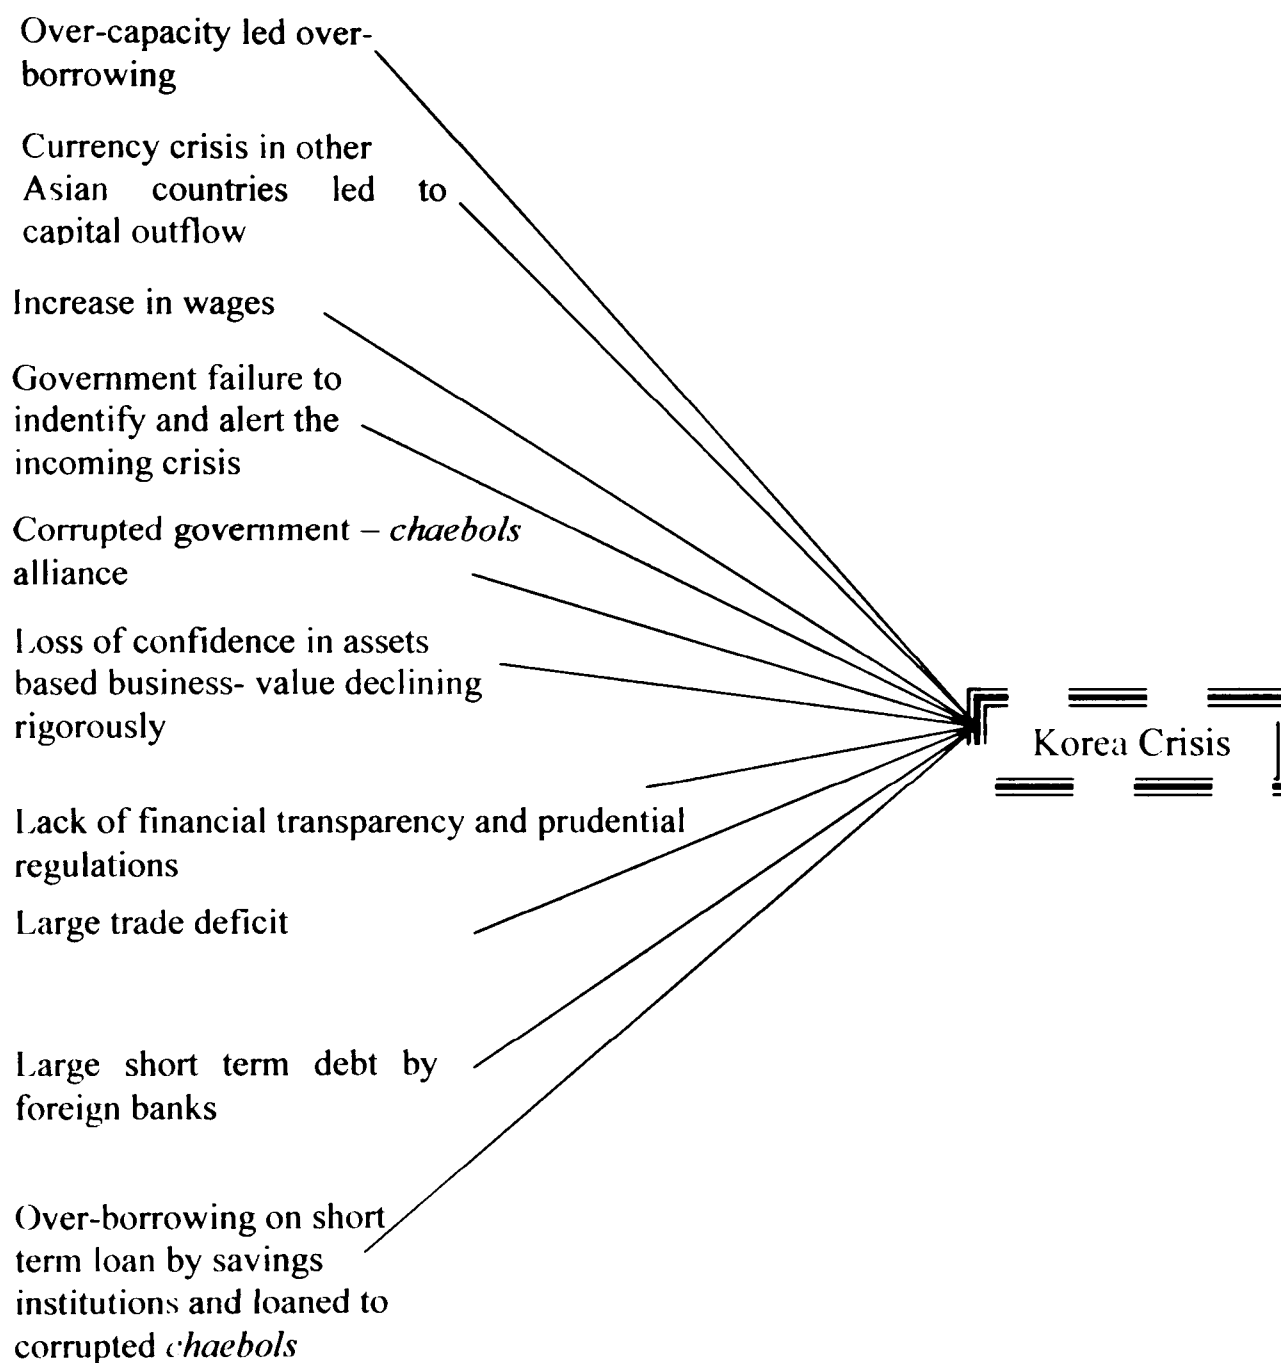 Over-capacity led over-
borrowing
Currency crisis in other
Asian countries led to
capital outflow
Increase in wages
Government failure to
indentify and alert the
incoming crisis
Corrupted government – chaebols
alliance
Loss of confidence in assets
based business- value declining
rigorously
Korea Crisis
Lack of financial transparency and prudential
regulations
Large trade deficit
Large short term debt by
foreign banks
Over-borrowing on short
term loan by savings
institutions and loaned to
corrupted chaebols